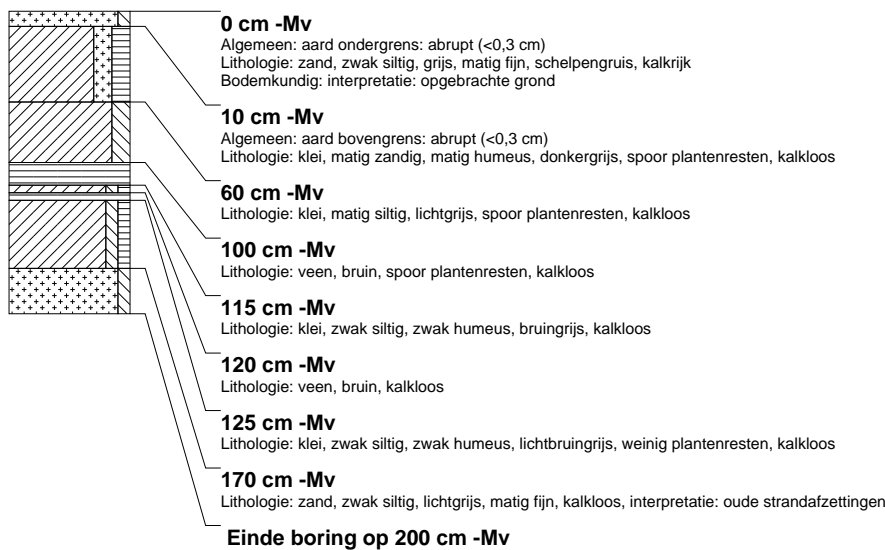 0 cm -Mv
Algemeen: aard ondergrens: abrupt (<0,3 cm)
Lithologie: zand, zwak siltig, grijs, matig fijn, schelpengruis, kalkrijk
Bodemkundig: interpretatie: opgebrachte grond
10 cm -Mv
Algemeen: aard bovengrens: abrupt (<0,3 cm)
Lithologie: klei, matig zandig, matig humeus, donkergrijs, spoor plantenresten, kalkloos
60 cm -Mv
Lithologie: klei, matig siltig, lichtgrijs, spoor plantenresten, kalkloos
100 cm -Mv
Lithologie: veen, bruin, spoor plantenresten, kalkloos
115 cm -Mv
Lithologie: klei, zwak siltig, zwak humeus, bruingrijs, kalkloos
120 cm -Mv
Lithologie: veen, bruin, kalkloos
125 cm -Mv
Lithologie: klei, zwak siltig, zwak humeus, lichtbruingrijs, weinig plantenresten, kalkloos
170 cm -Mv
Lithologie: zand, zwak siltig, lichtgrijs, matig fijn, kalkloos, interpretatie: oude strandafzettingen
Einde boring op 200 cm -Mv